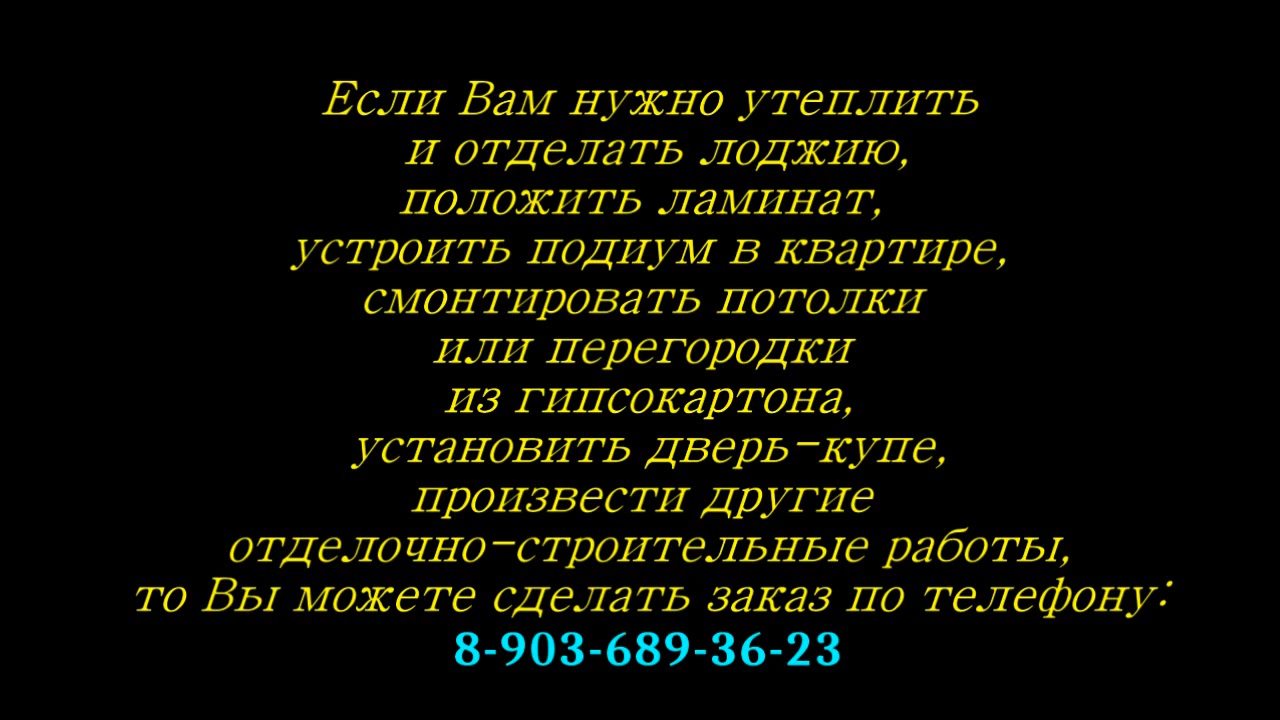 Если Вам нужно утеплить
и отделать лоджию,
положить ламинат,
устроить подиум в квартире,
смонтировать потолки
или перегородки
из гипсокартона,
установить дверь-купе,
произвести другие
отделочно-строительные работы,
то Вы можете сделать заказ по телефону:
8-903-689-36-23